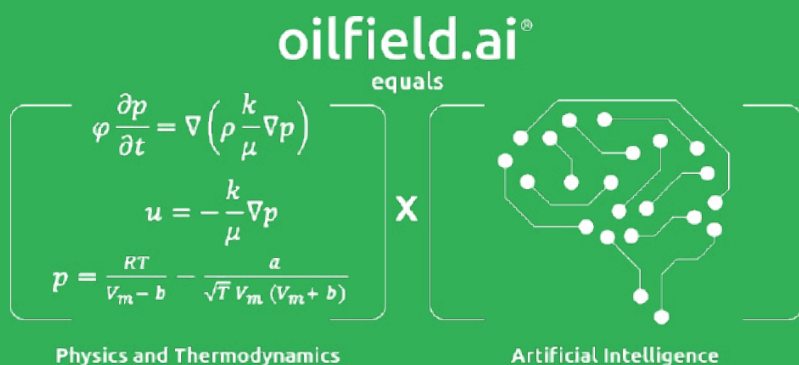 oilfield.ai®
equals
φ ∂p/∂t = ∇(ρ k/μ ∇p)
u = − k/μ ∇p
p = RT/(V_m − b) − a/(√T V_m (V_m + b))
X
Physics and Thermodynamics
Artificial Intelligence